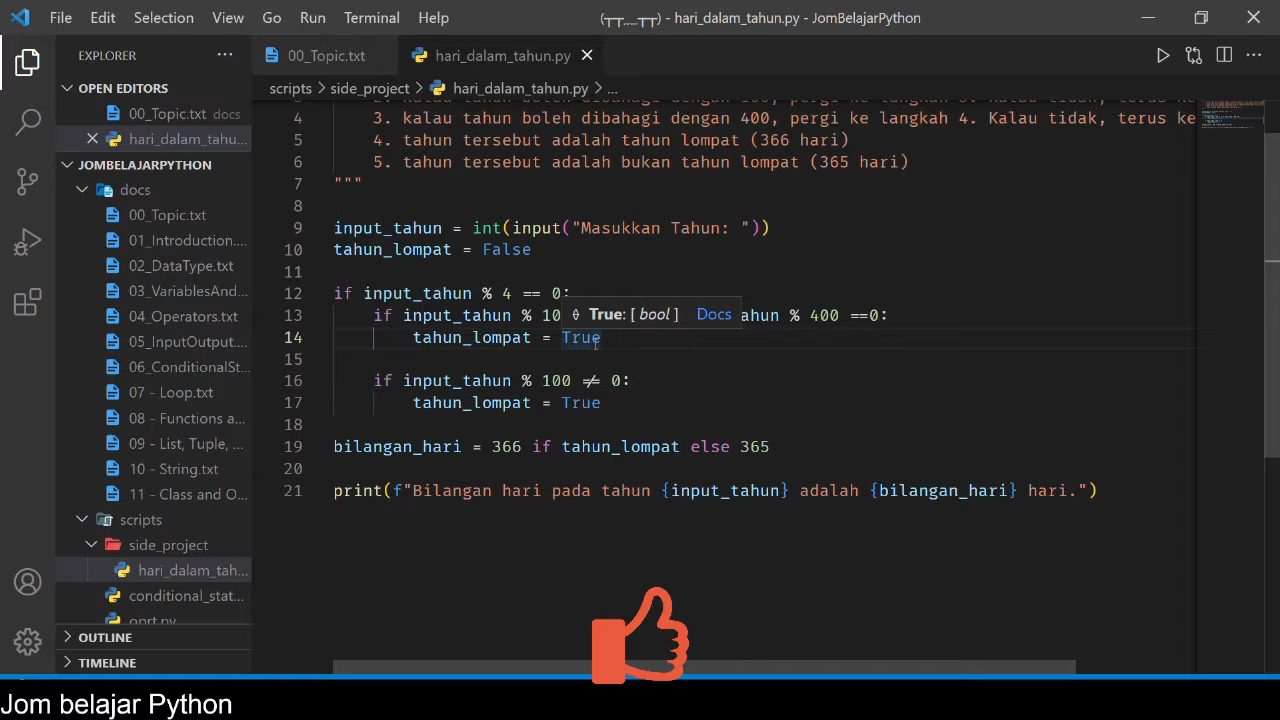 File Edit Selection View Go Run Terminal Help
(┬┬﹏┬┬) - hari_dalam_tahun.py - JomBelajarPython
EXPLORER
00_Topic.txt
hari_dalam_tahun.py
OPEN EDITORS
00_Topic.txt docs
hari_dalam_tahu...
JOMBELAJARPYTHON
docs
00_Topic.txt
01_Introduction....
02_DataType.txt
03_VariablesAnd...
04_Operators.txt
05_InputOutput....
06_ConditionalSt...
07 - Loop.txt
08 - Functions a...
09 - List, Tuple, ...
10 - String.txt
11 - Class and O...
scripts
side_project
hari_dalam_tah...
conditional_stat...
oprt.py
OUTLINE
TIMELINE
scripts > side_project > hari_dalam_tahun.py > ...
4 3. kalau tahun boleh dibahagi dengan 400, pergi ke langkah 4. Kalau tidak, terus ke
5 4. tahun tersebut adalah tahun lompat (366 hari)
6 5. tahun tersebut adalah bukan tahun lompat (365 hari)
7 """
8
9 input_tahun = int(input("Masukkan Tahun: "))
10 tahun_lompat = False
11
12 if input_tahun % 4 == 0:
13 if input_tahun % 10 tahun % 400 ==0:
True: [ bool ] Docs
14 tahun_lompat = True
15
16 if input_tahun % 100 ≠ 0:
17 tahun_lompat = True
18
19 bilangan_hari = 366 if tahun_lompat else 365
20
21 print(f"Bilangan hari pada tahun {input_tahun} adalah {bilangan_hari} hari.")
Jom belajar Python